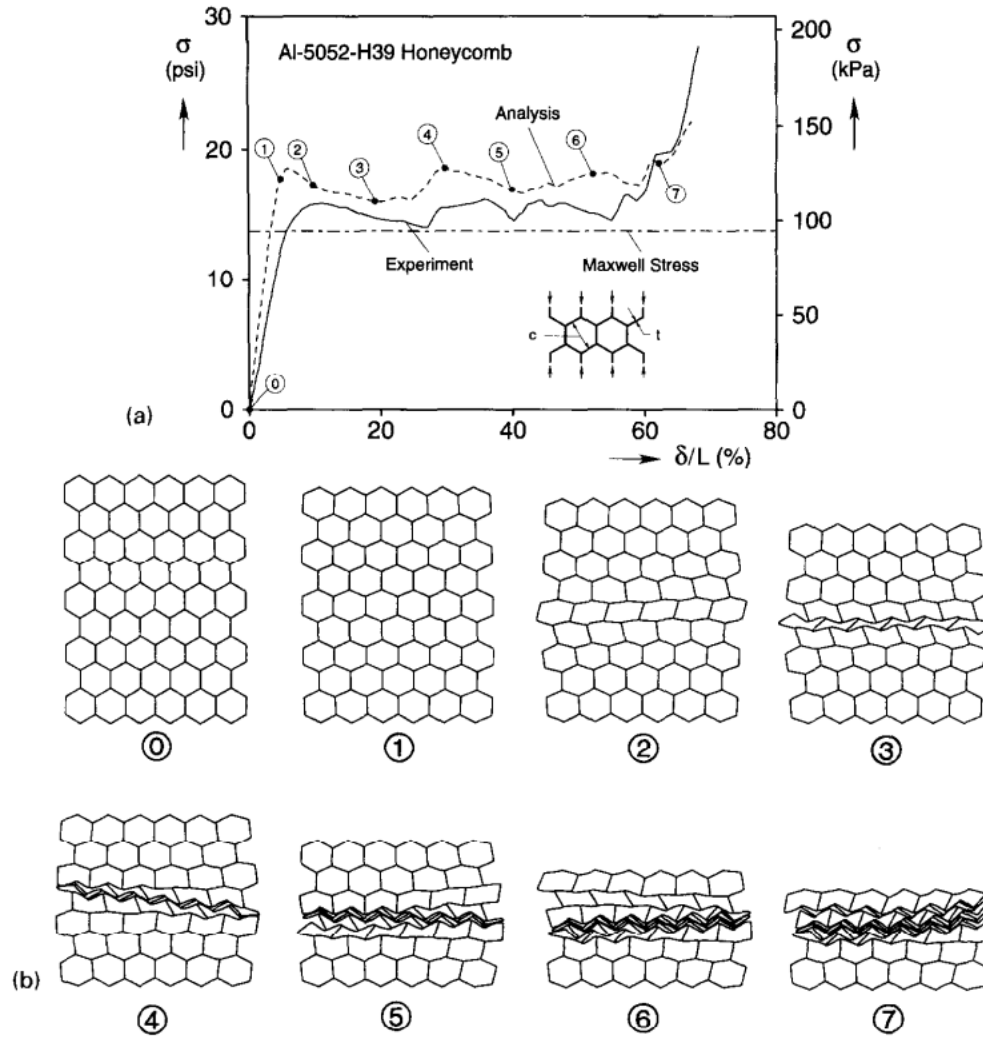 30
200
σ
(psi)
Al-5052-H39 Honeycomb
σ
(kPa)
Analysis
150
20
① ② ③ ④ ⑤ ⑥
⑦
100
Experiment
Maxwell Stress
10
c
t
50
⓪
(a)
0
0
0
20
40
60
80
δ/L (%)
⓪ ① ② ③
(b)
④ ⑤ ⑥ ⑦